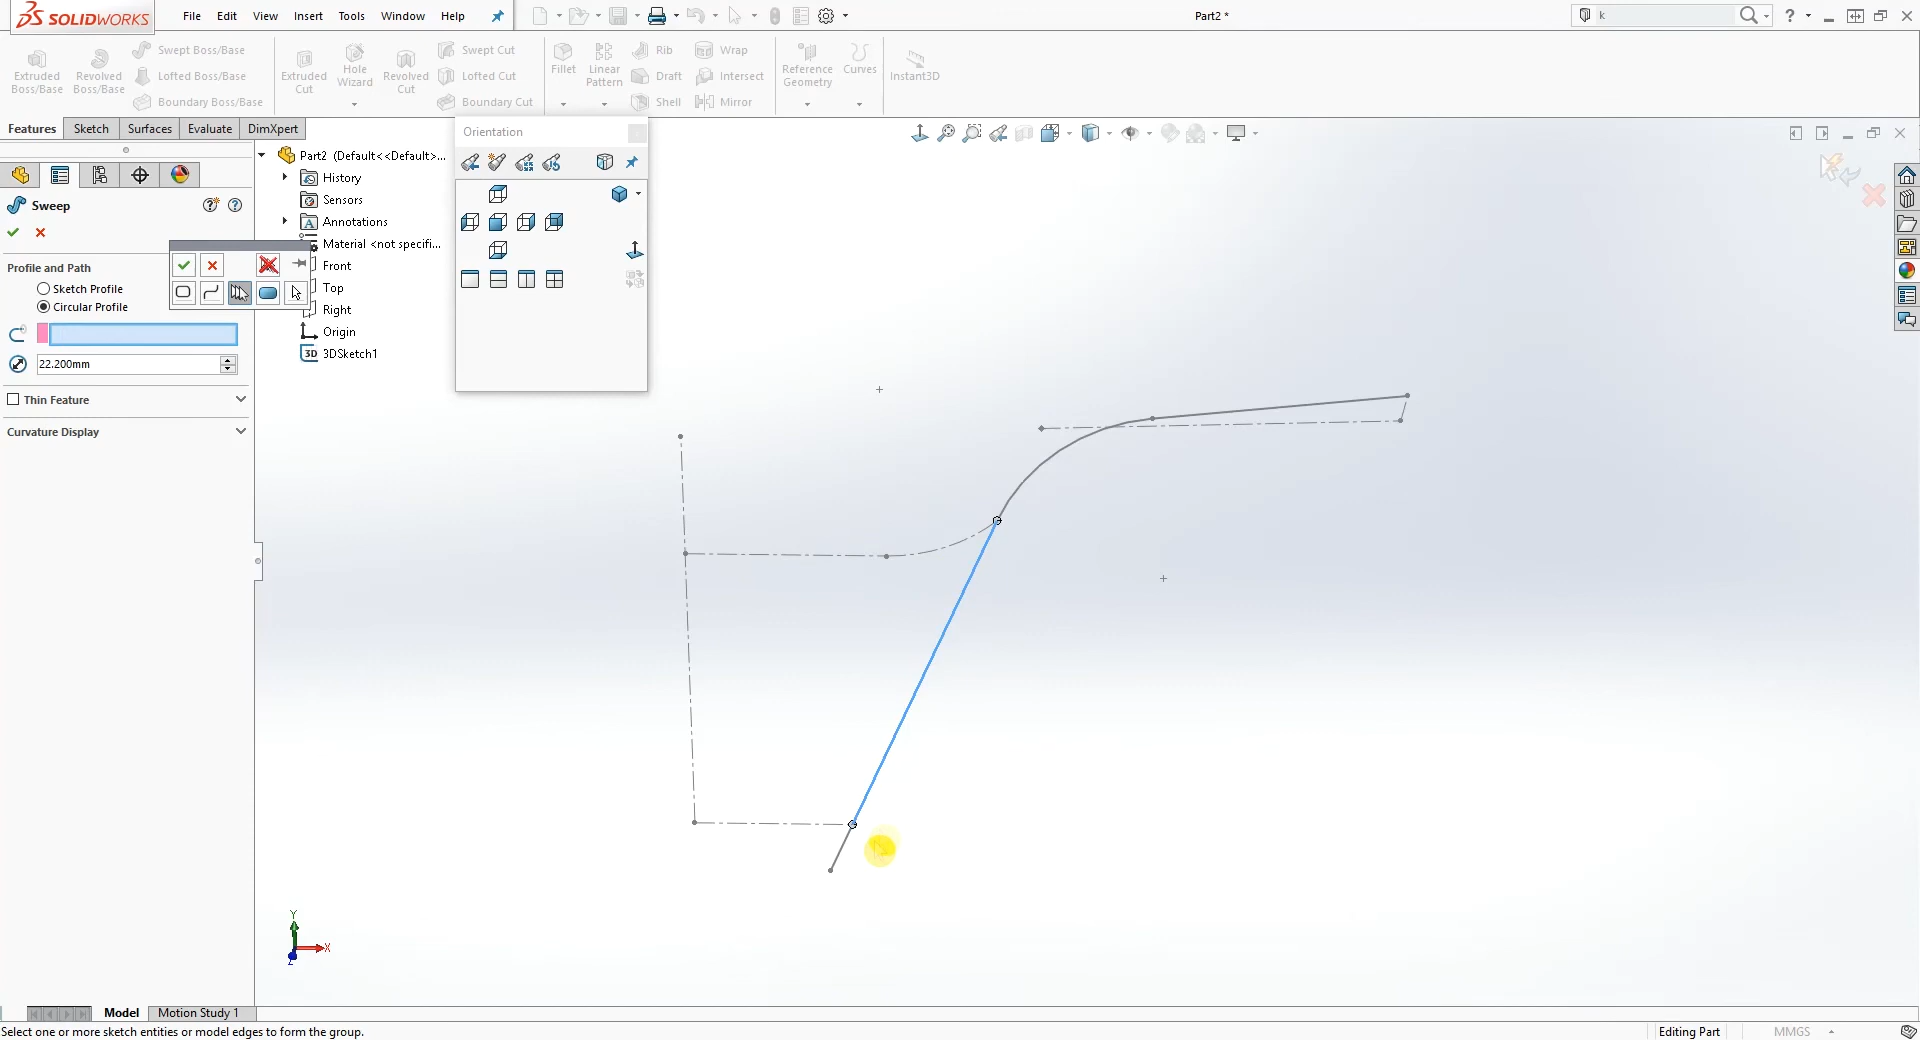 SOLIDWORKS
File Edit View Insert Tools Window Help
Part2 *
k
?
Extruded Boss/Base
Revolved Boss/Base
Swept Boss/Base
Lofted Boss/Base
Boundary Boss/Base
Extruded Cut
Hole Wizard
Revolved Cut
Swept Cut
Lofted Cut
Boundary Cut
Fillet
Linear Pattern
Rib
Draft
Shell
Wrap
Intersect
Mirror
Reference Geometry
Curves
Instant3D
Features Sketch Surfaces Evaluate DimXpert
Orientation
Part2 (Default<<Default>...
History
Sensors
Annotations
Material <not specifi...
Front
Top
Right
Origin
3D 3DSketch1
Sweep
Profile and Path
Sketch Profile
Circular Profile
22.200mm
Thin Feature
Curvature Display
Y
X
Z
Model Motion Study 1
Select one or more sketch entities or model edges to form the group.
Editing Part
MMGS